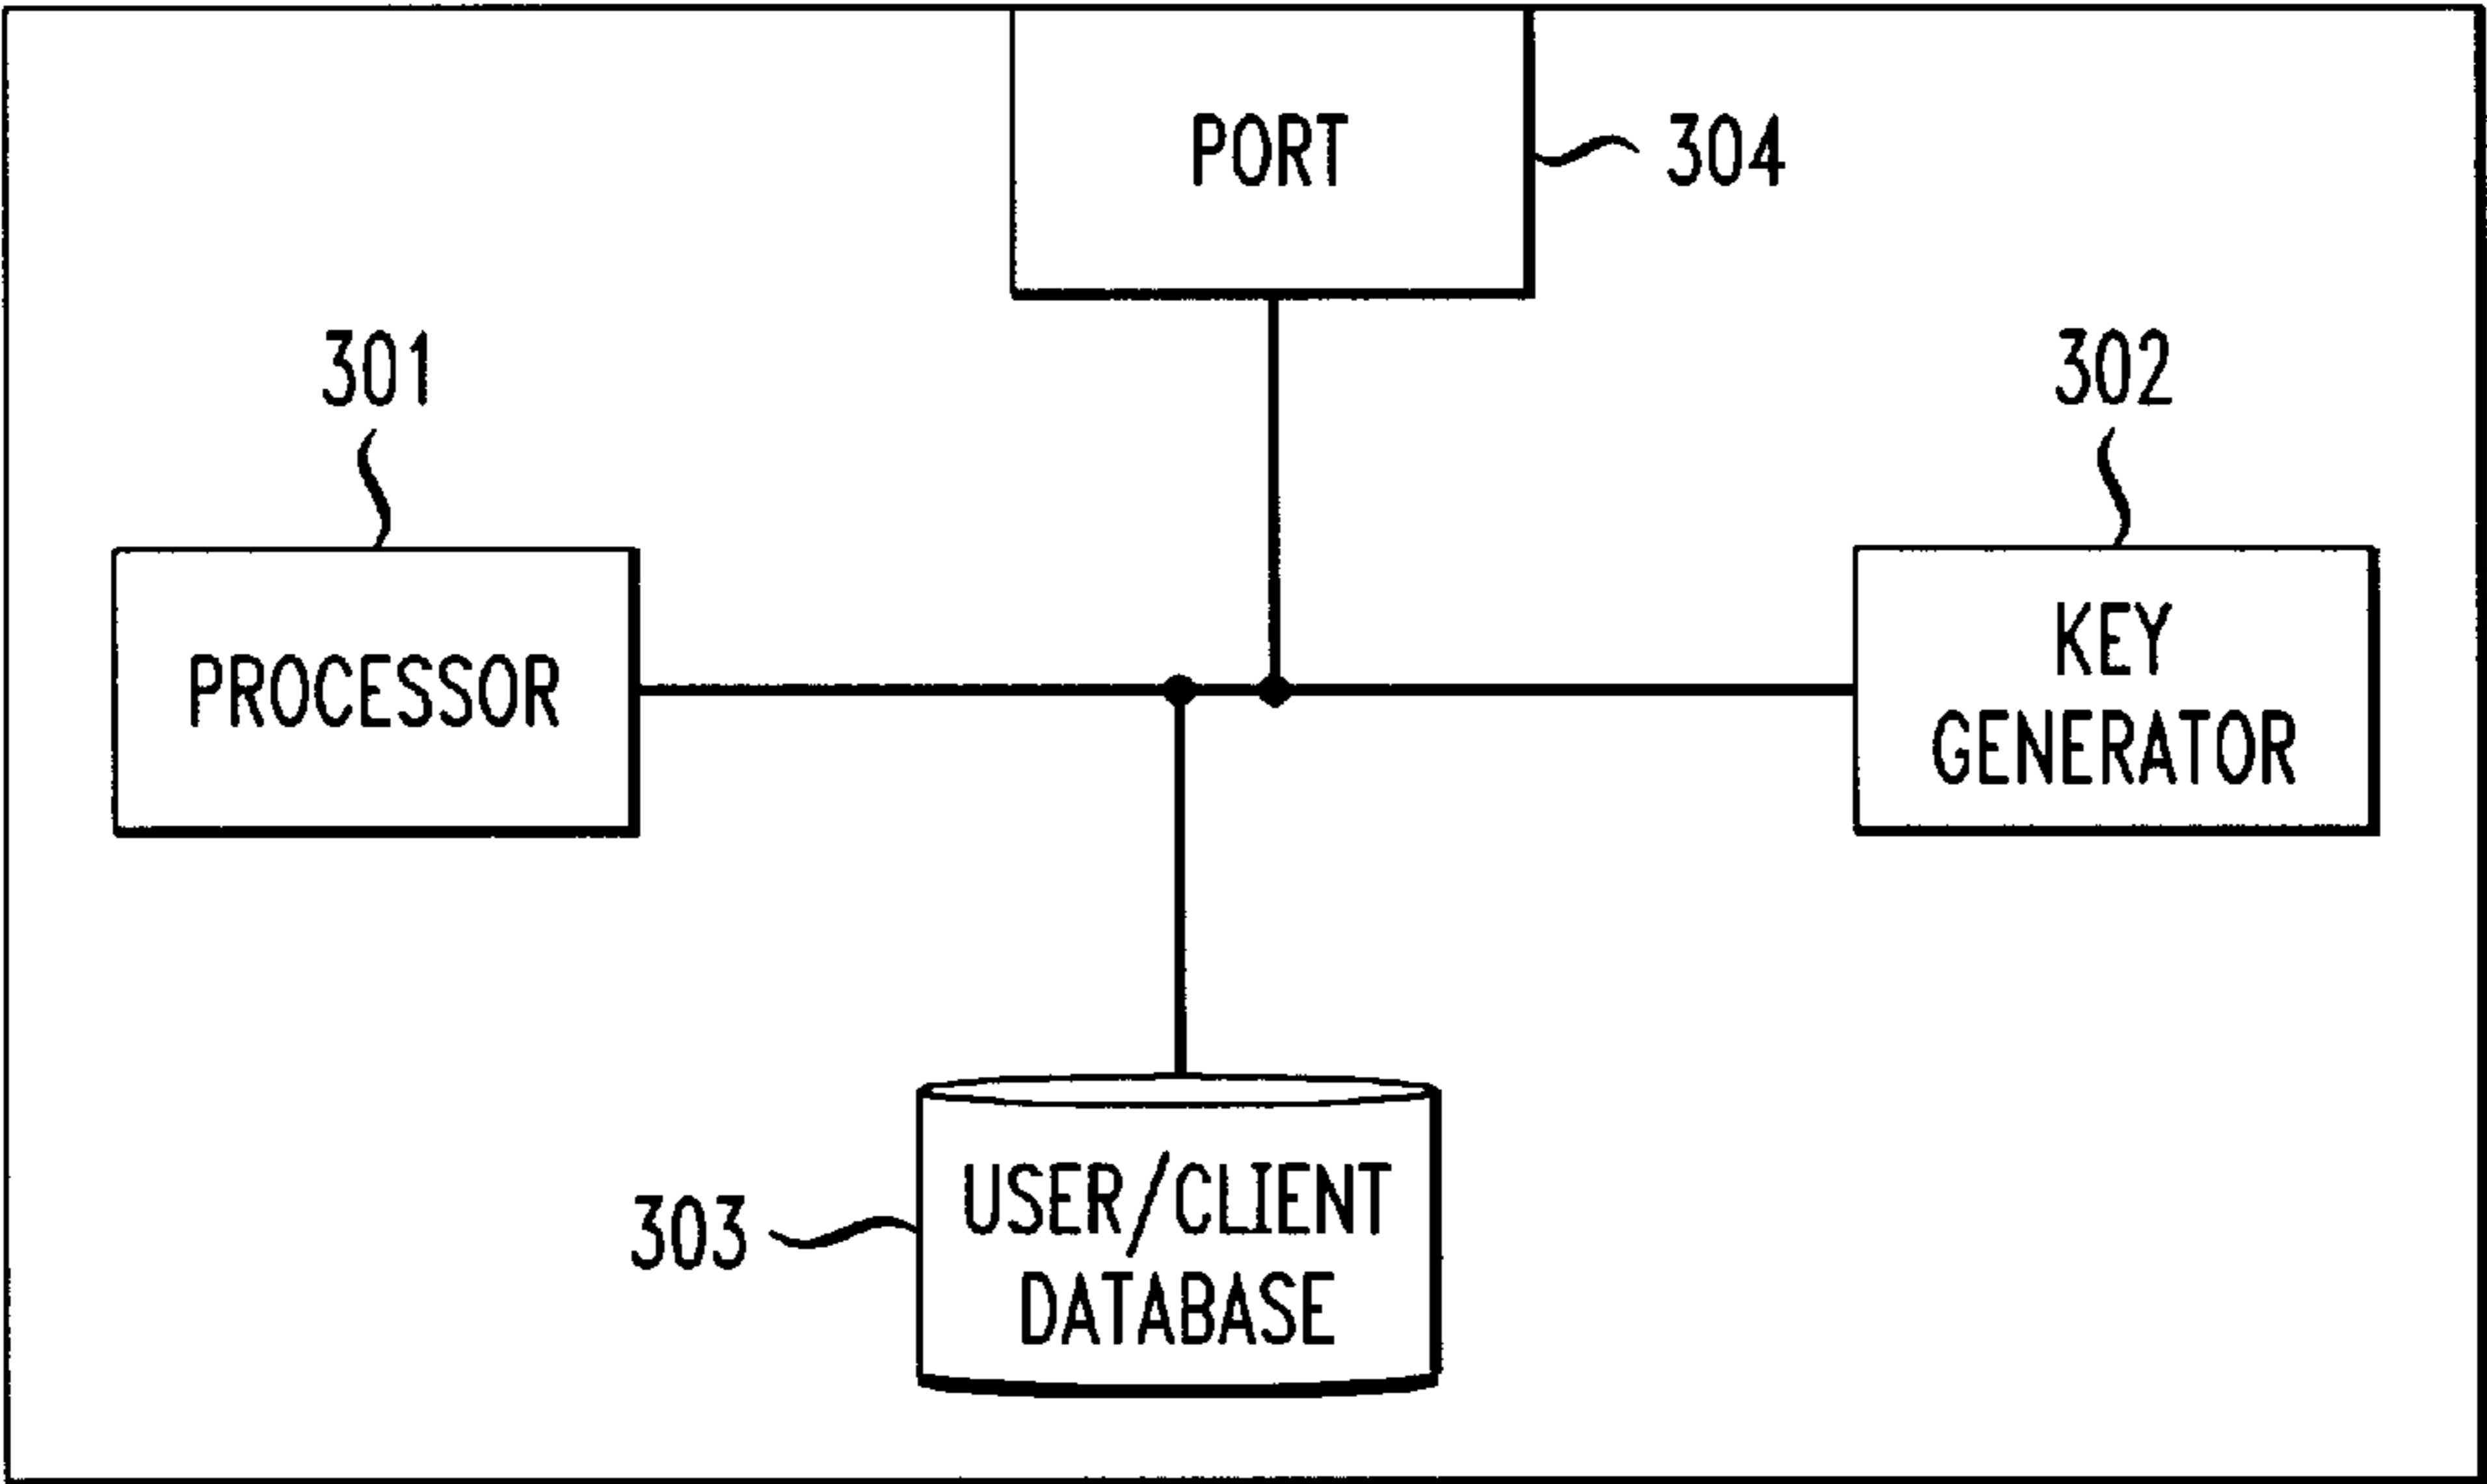 PORT
304
301
302
PROCESSOR
KEY
GENERATOR
303
USER/CLIENT
DATABASE